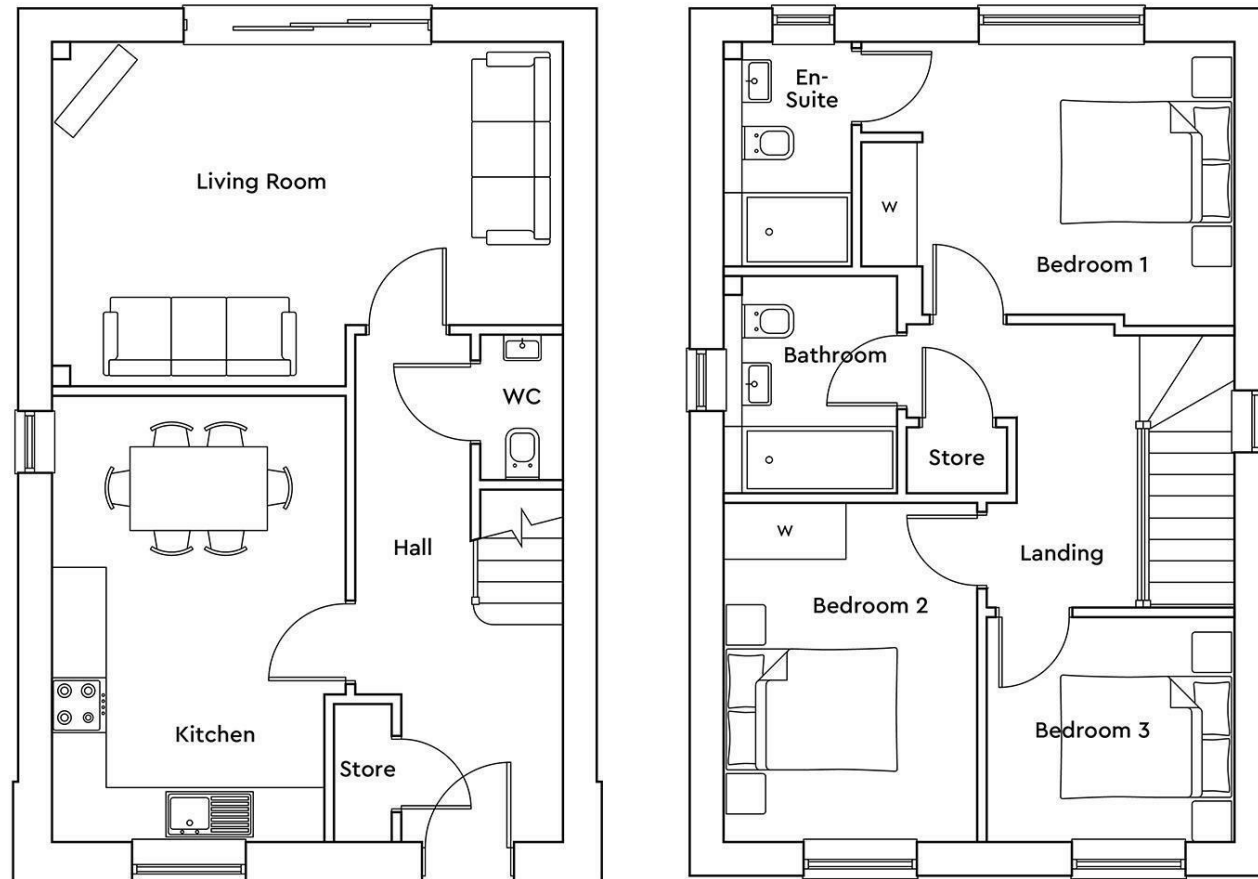 Living Room
WC
Hall
Kitchen
Store
En-
Suite
W
Bedroom 1
Bathroom
Store
W
Landing
Bedroom 2
Bedroom 3